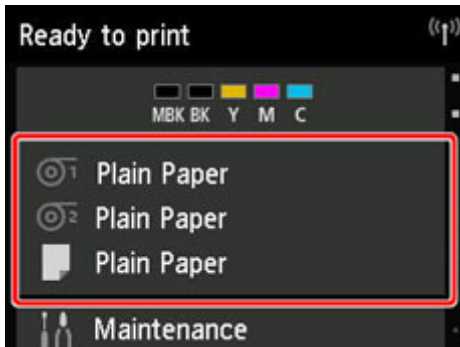 Ready to print
MBK BK Y M C
1 Plain Paper
2 Plain Paper
Plain Paper
Maintenance